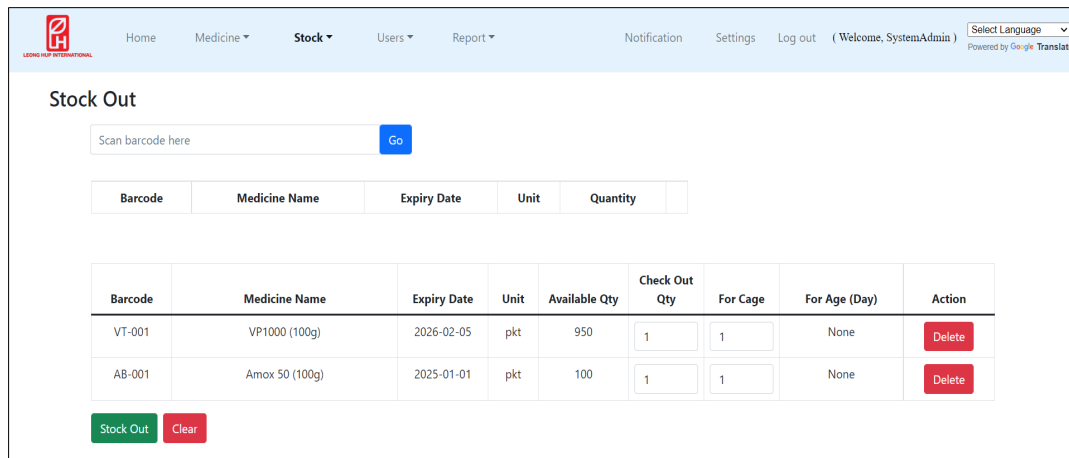 LEONG HUP INTERNATIONAL
Home Medicine Stock Users Report Notification Settings Log out ( Welcome, SystemAdmin ) Select Language
Powered by Google Translat
Stock Out
Scan barcode here Go
Barcode Medicine Name Expiry Date Unit Quantity
Barcode Medicine Name Expiry Date Unit Available Qty Check Out Qty For Cage For Age (Day) Action
VT-001 VP1000 (100g) 2026-02-05 pkt 950 1 1 None Delete
AB-001 Amox 50 (100g) 2025-01-01 pkt 100 1 1 None Delete
Stock Out Clear